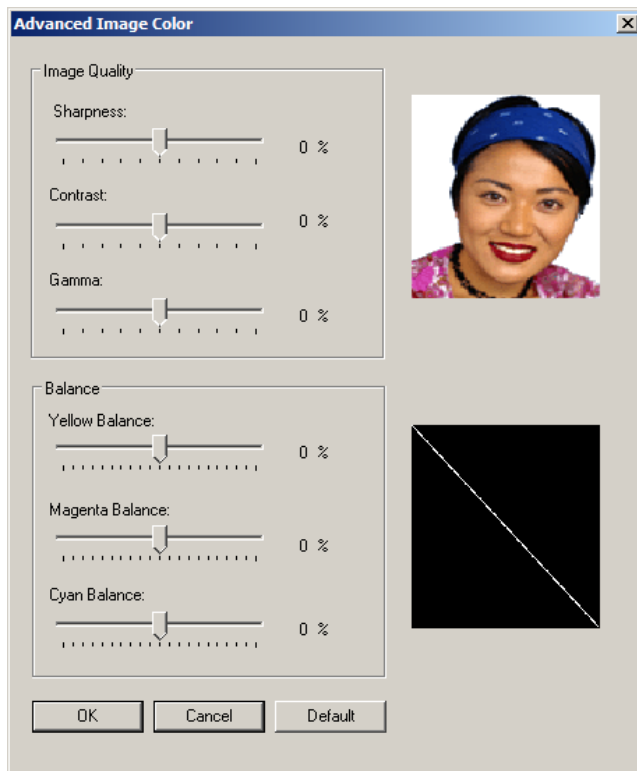 Advanced Image Color
Image Quality
Sharpness:
0 %
Contrast:
0 %
Gamma:
0 %
Balance
Yellow Balance:
0 %
Magenta Balance:
0 %
Cyan Balance:
0 %
OK
Cancel
Default